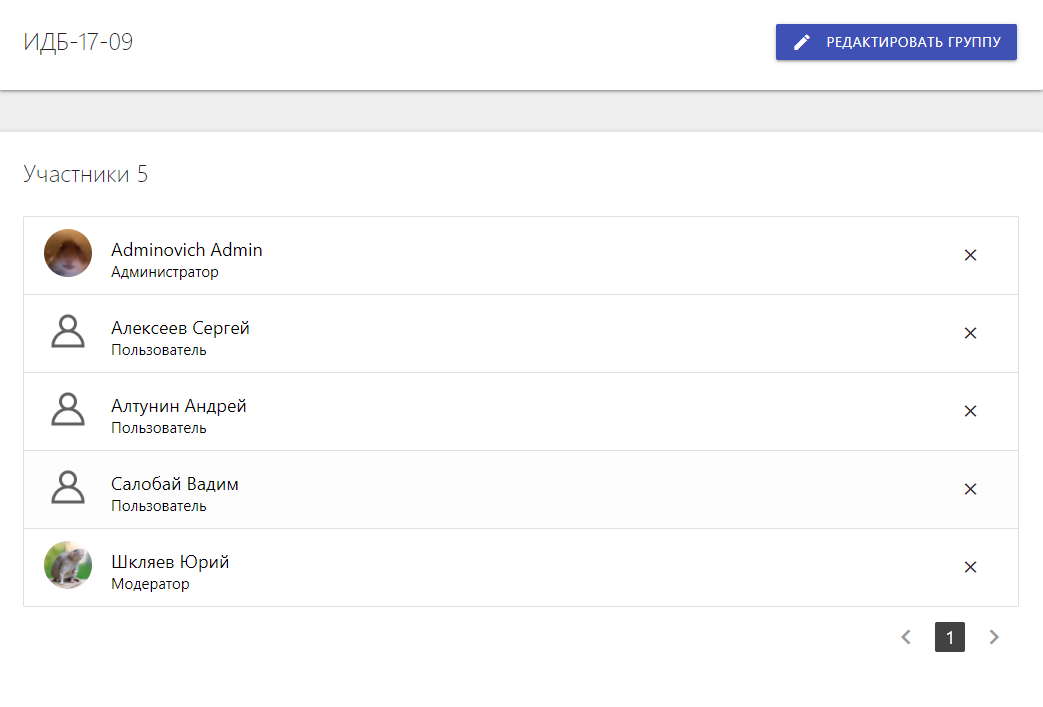 ИДБ-17-09
РЕДАКТИРОВАТЬ ГРУППУ
Участники 5
Adminovich Admin
Администратор
Алексеев Сергей
Пользователь
Алтунин Андрей
Пользователь
Салобай Вадим
Пользователь
Шкляев Юрий
Модератор
1